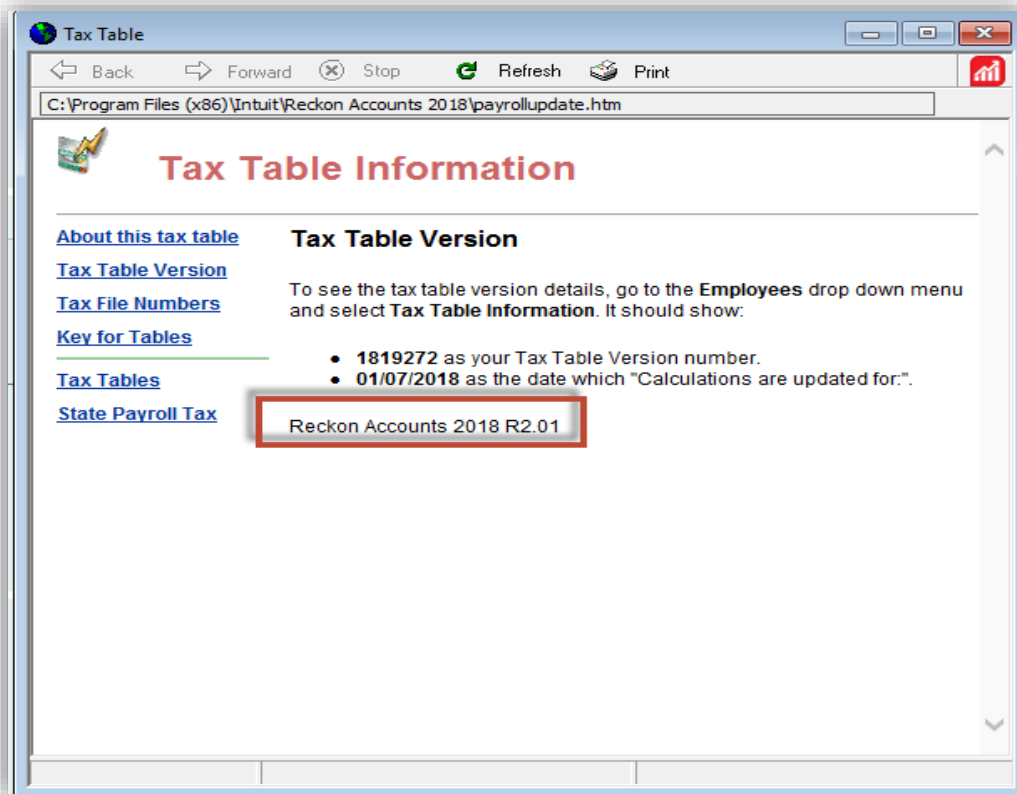 Tax Table
Back Forward Stop Refresh Print
C:\Program Files (x86)\Intuit\Reckon Accounts 2018\payrollupdate.htm
Tax Table Information
About this tax table
Tax Table Version
Tax File Numbers
Key for Tables
Tax Tables
State Payroll Tax
Tax Table Version
To see the tax table version details, go to the Employees drop down menu
and select Tax Table Information. It should show:
• 1819272 as your Tax Table Version number.
• 01/07/2018 as the date which "Calculations are updated for:".
Reckon Accounts 2018 R2.01